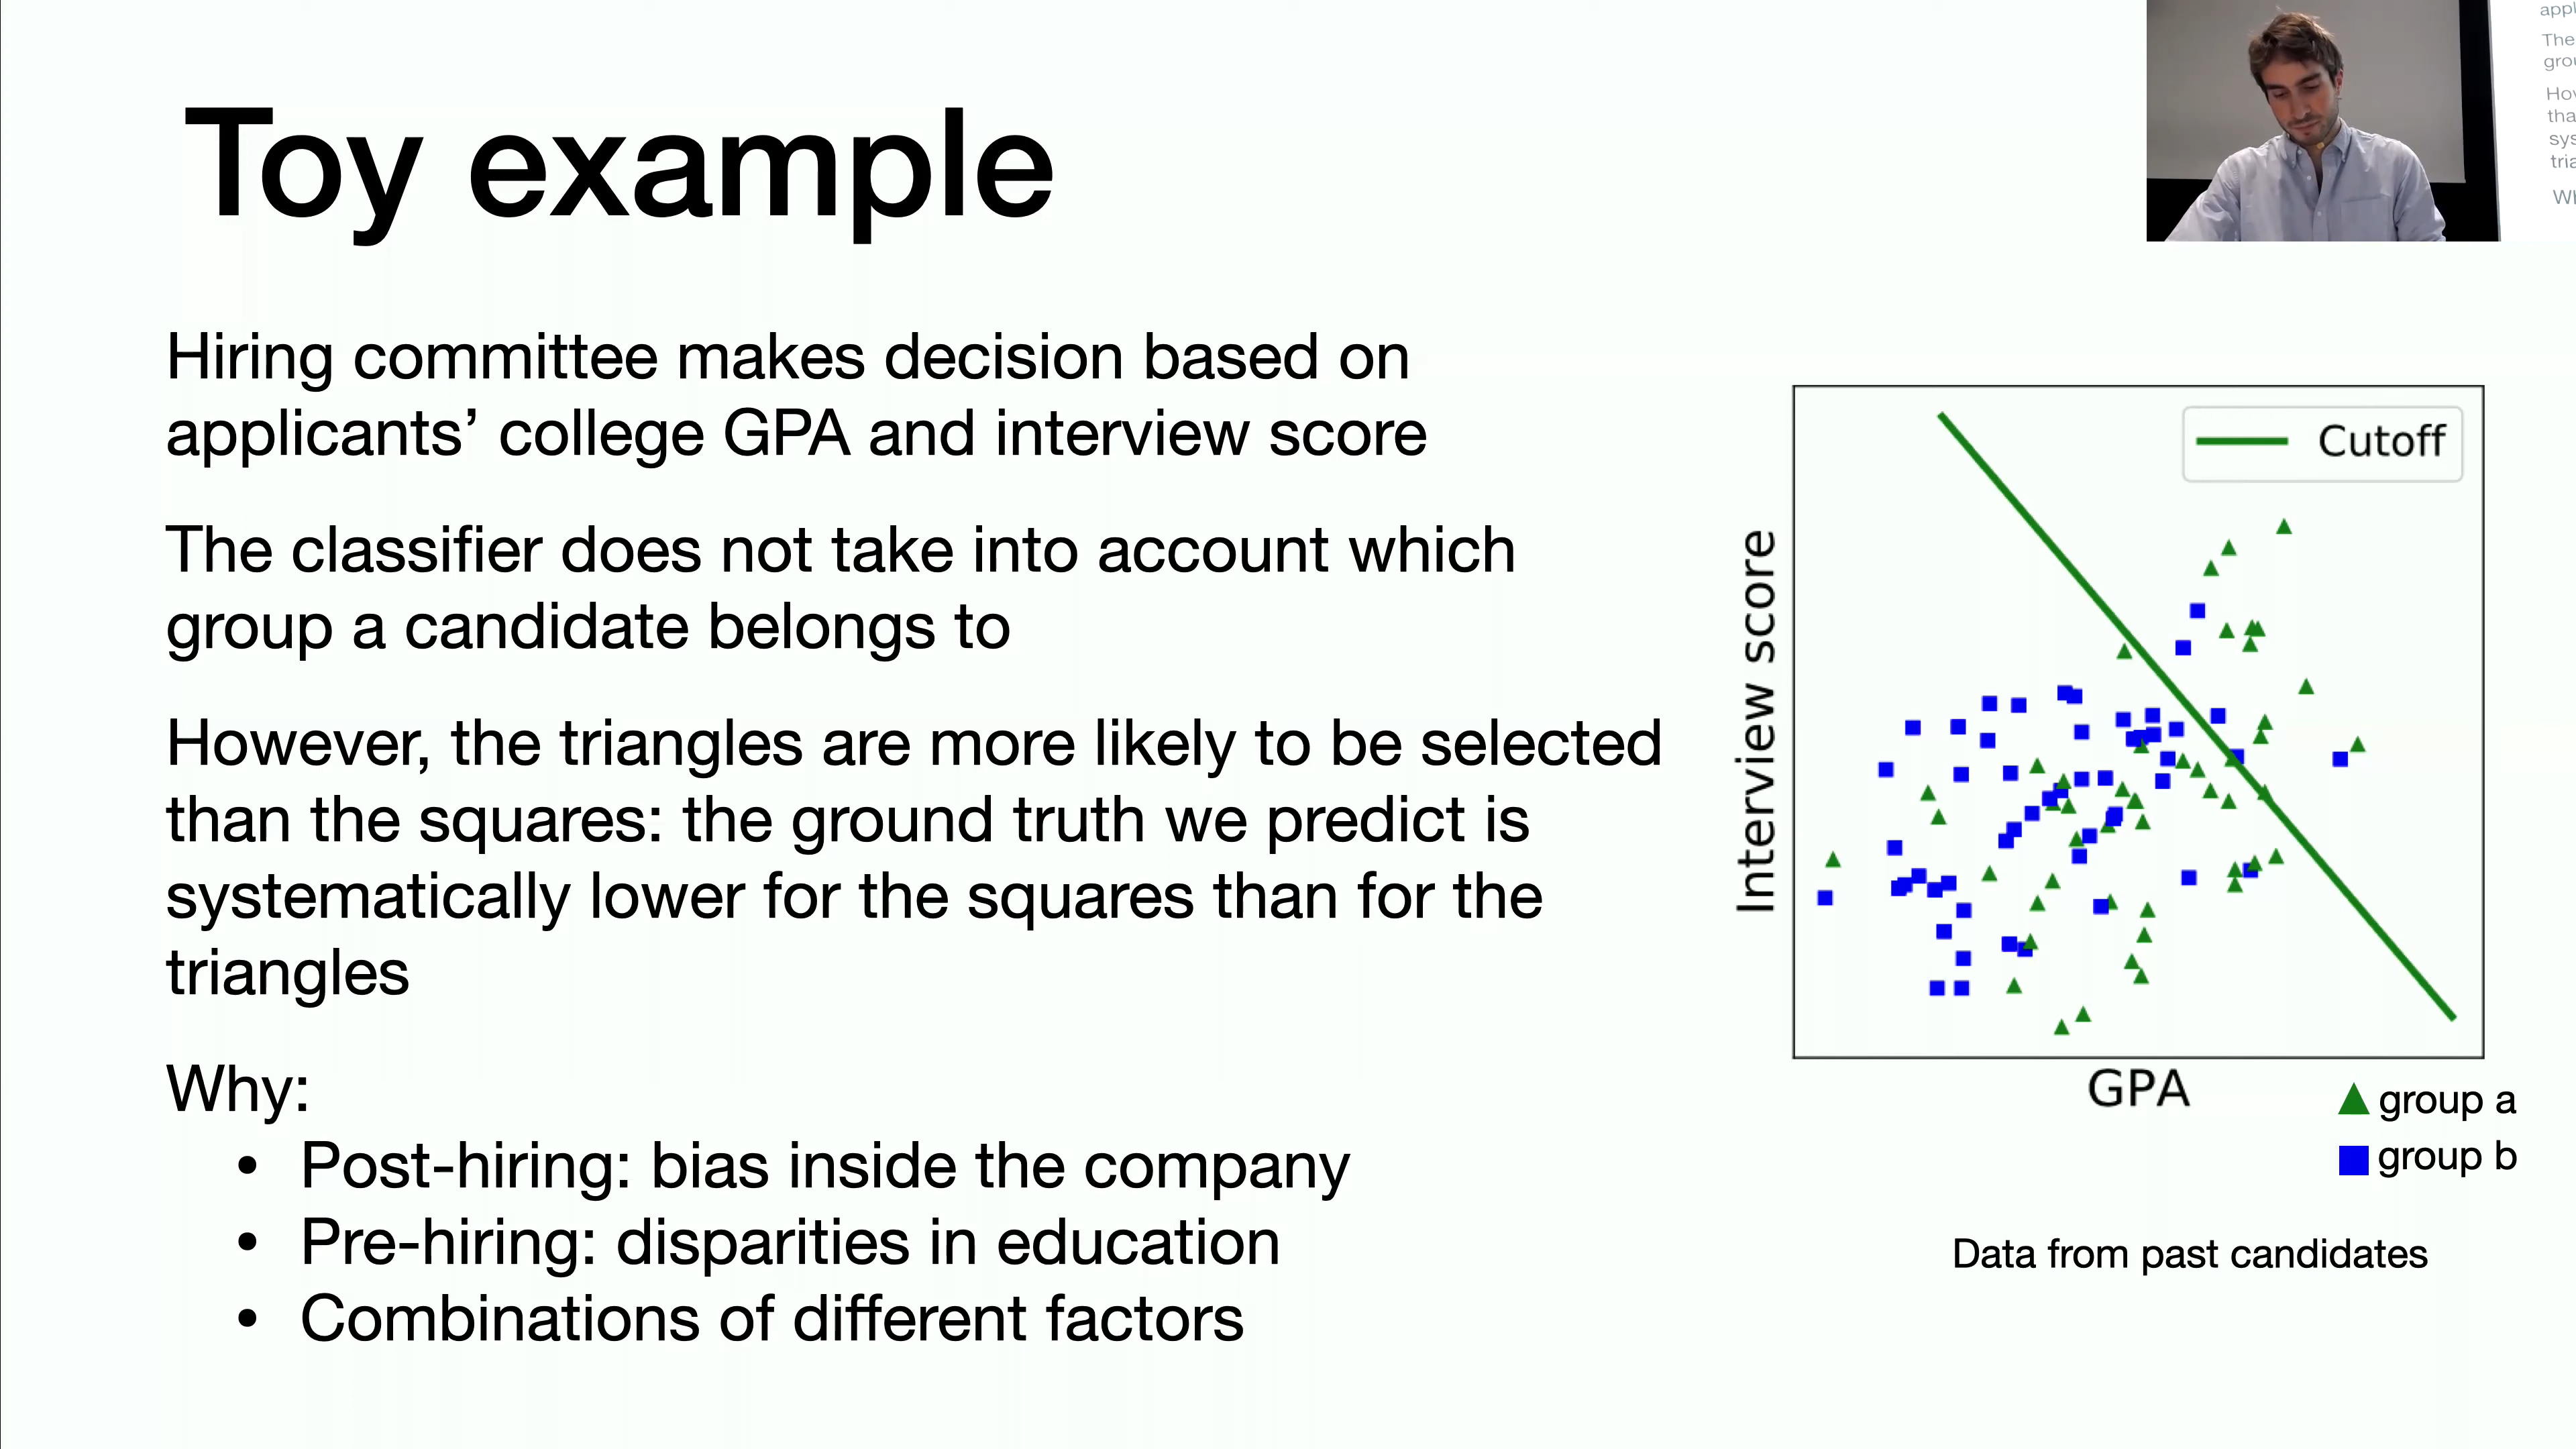 Toy example
Hiring committee makes decision based on
applicants’ college GPA and interview score
The classifier does not take into account which
group a candidate belongs to
However, the triangles are more likely to be selected
than the squares: the ground truth we predict is
systematically lower for the squares than for the
triangles
Why:
• Post-hiring: bias inside the company
• Pre-hiring: disparities in education
• Combinations of different factors
Cutoff
Interview score
GPA
group a
group b
Data from past candidates
The